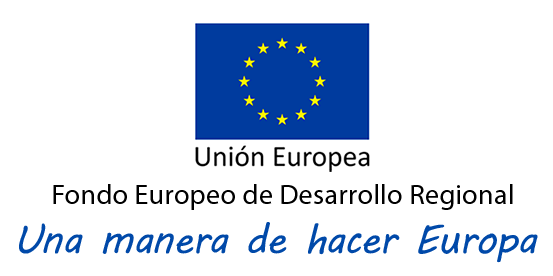 Unión Europea
Fondo Europeo de Desarrollo Regional
Una manera de hacer Europa